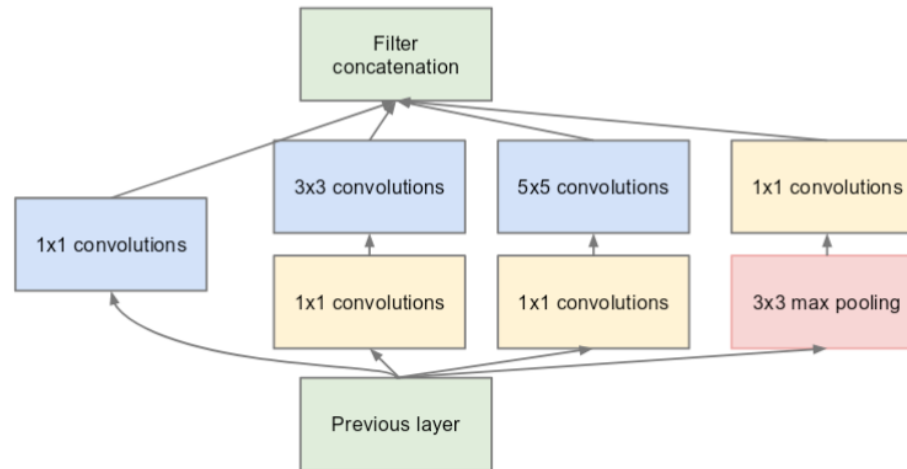 Filter
concatenation
3x3 convolutions
5x5 convolutions
1x1 convolutions
1x1 convolutions
1x1 convolutions
1x1 convolutions
3x3 max pooling
Previous layer